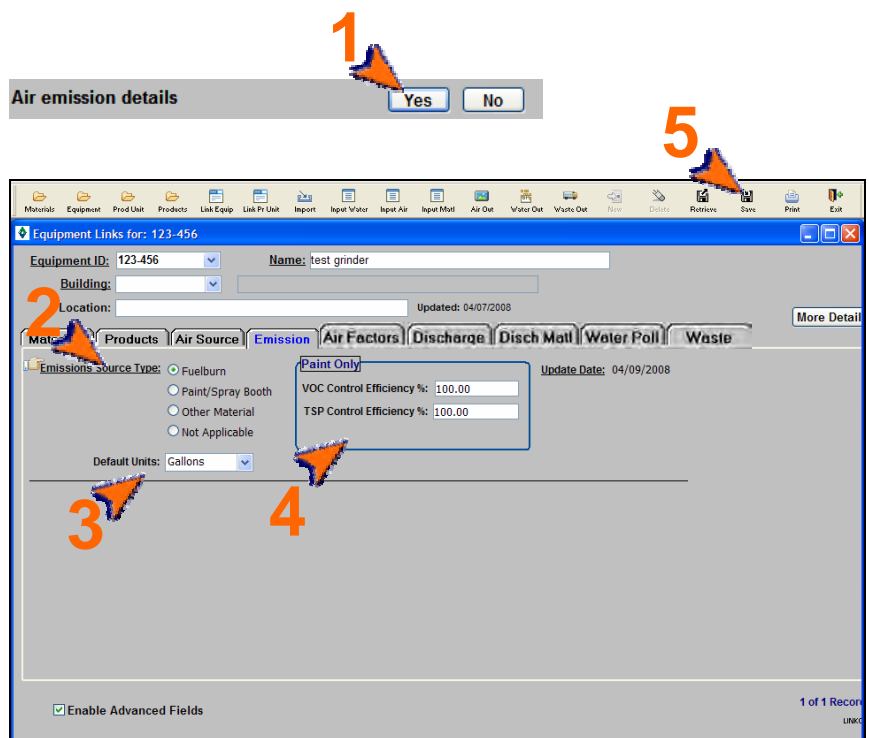 1
Air emission details Yes No
5
Materials Equipment Prod Unit Products Link Equip Link Pr Unit Import Input Water Input Air Input Matl Air Out Water Out Waste Out New Delete Retrieve Save Print Exit
Equipment Links for: 123-456
Equipment ID: 123-456 Name: test grinder
Building:
2
Location: Updated: 04/07/2008
More Detail
Products Air Source Emission Air Factors Discharge Disch Matl Water Poll Waste
Emissions Source Type: Fuelburn Paint Only Update Date: 04/09/2008
Paint/Spray Booth VOC Control Efficiency %: 100.00
Other Material TSP Control Efficiency %: 100.00
Not Applicable
Default Units: Gallons
3 4
Enable Advanced Fields
1 of 1 Recor
LINKC